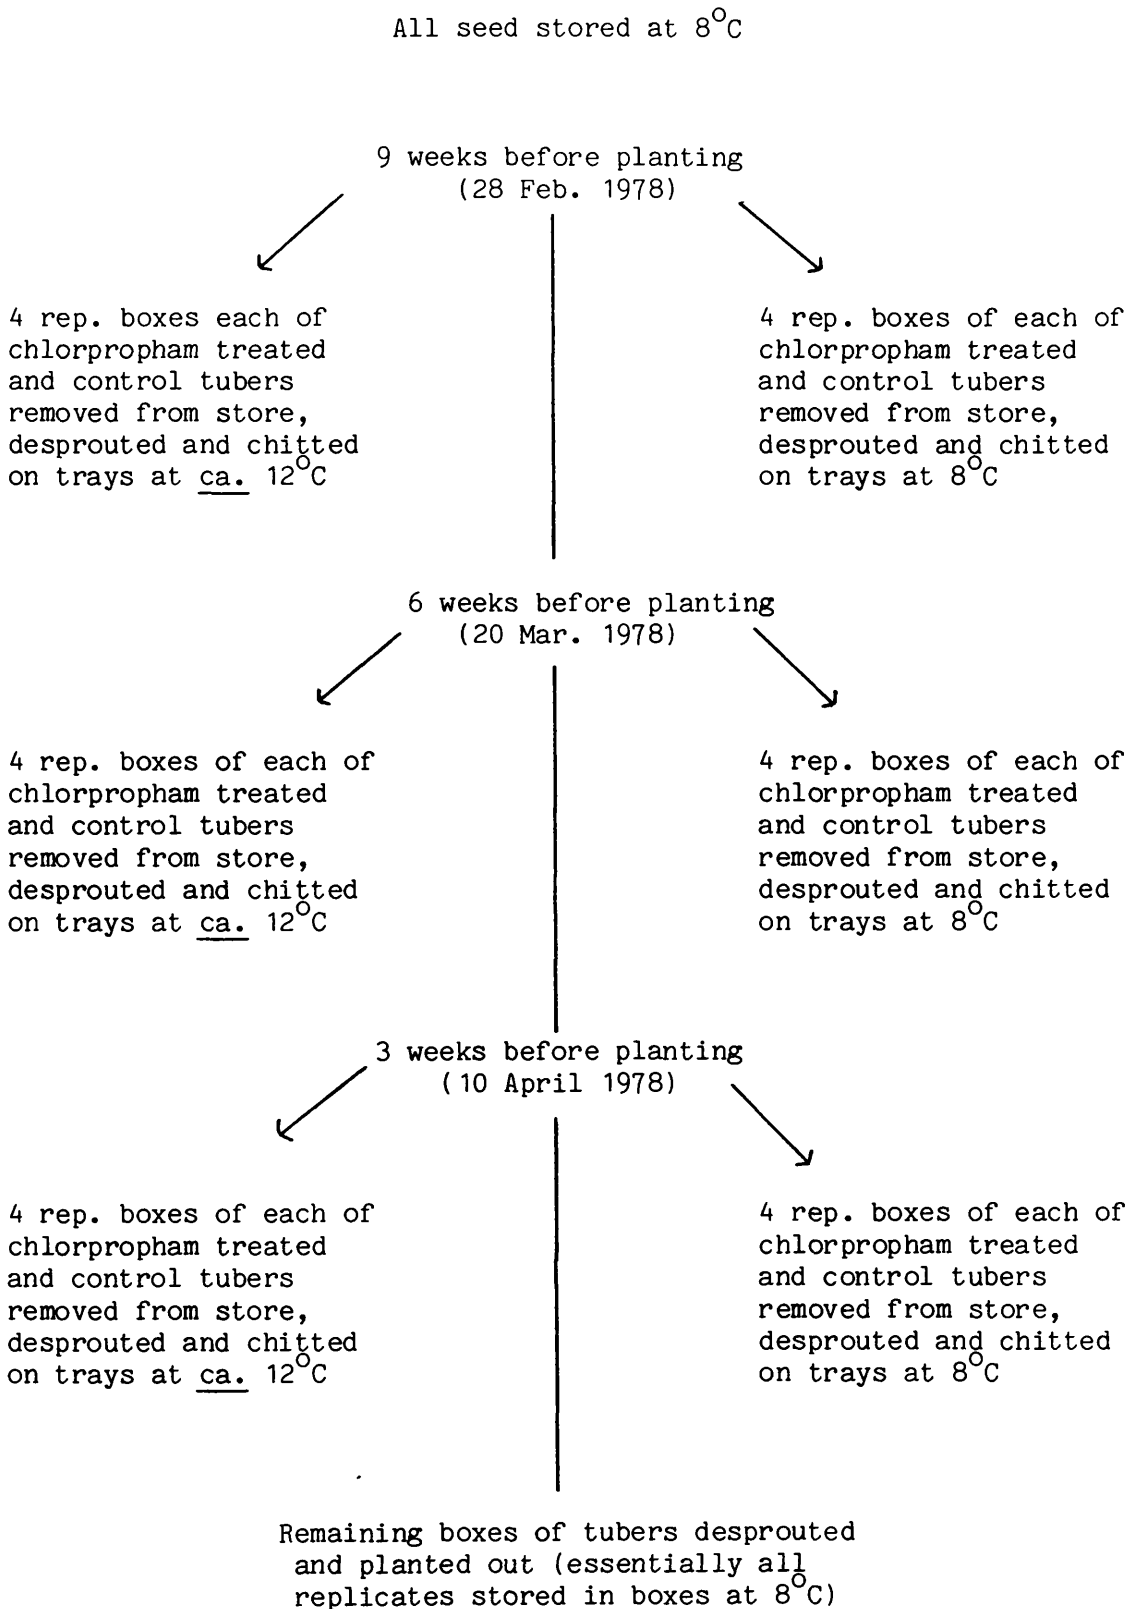 All seed stored at 8°C
9 weeks before planting
(28 Feb. 1978)
4 rep. boxes each of
chlorpropham treated
and control tubers
removed from store,
desprouted and chitted
on trays at ca. 12°C
4 rep. boxes of each of
chlorpropham treated
and control tubers
removed from store,
desprouted and chitted
on trays at 8°C
6 weeks before planting
(20 Mar. 1978)
4 rep. boxes of each of
chlorpropham treated
and control tubers
removed from store,
desprouted and chitted
on trays at ca. 12°C
4 rep. boxes of each of
chlorpropham treated
and control tubers
removed from store,
desprouted and chitted
on trays at 8°C
3 weeks before planting
(10 April 1978)
4 rep. boxes of each of
chlorpropham treated
and control tubers
removed from store,
desprouted and chitted
on trays at ca. 12°C
4 rep. boxes of each of
chlorpropham treated
and control tubers
removed from store,
desprouted and chitted
on trays at 8°C
Remaining boxes of tubers desprouted
and planted out (essentially all
replicates stored in boxes at 8°C)